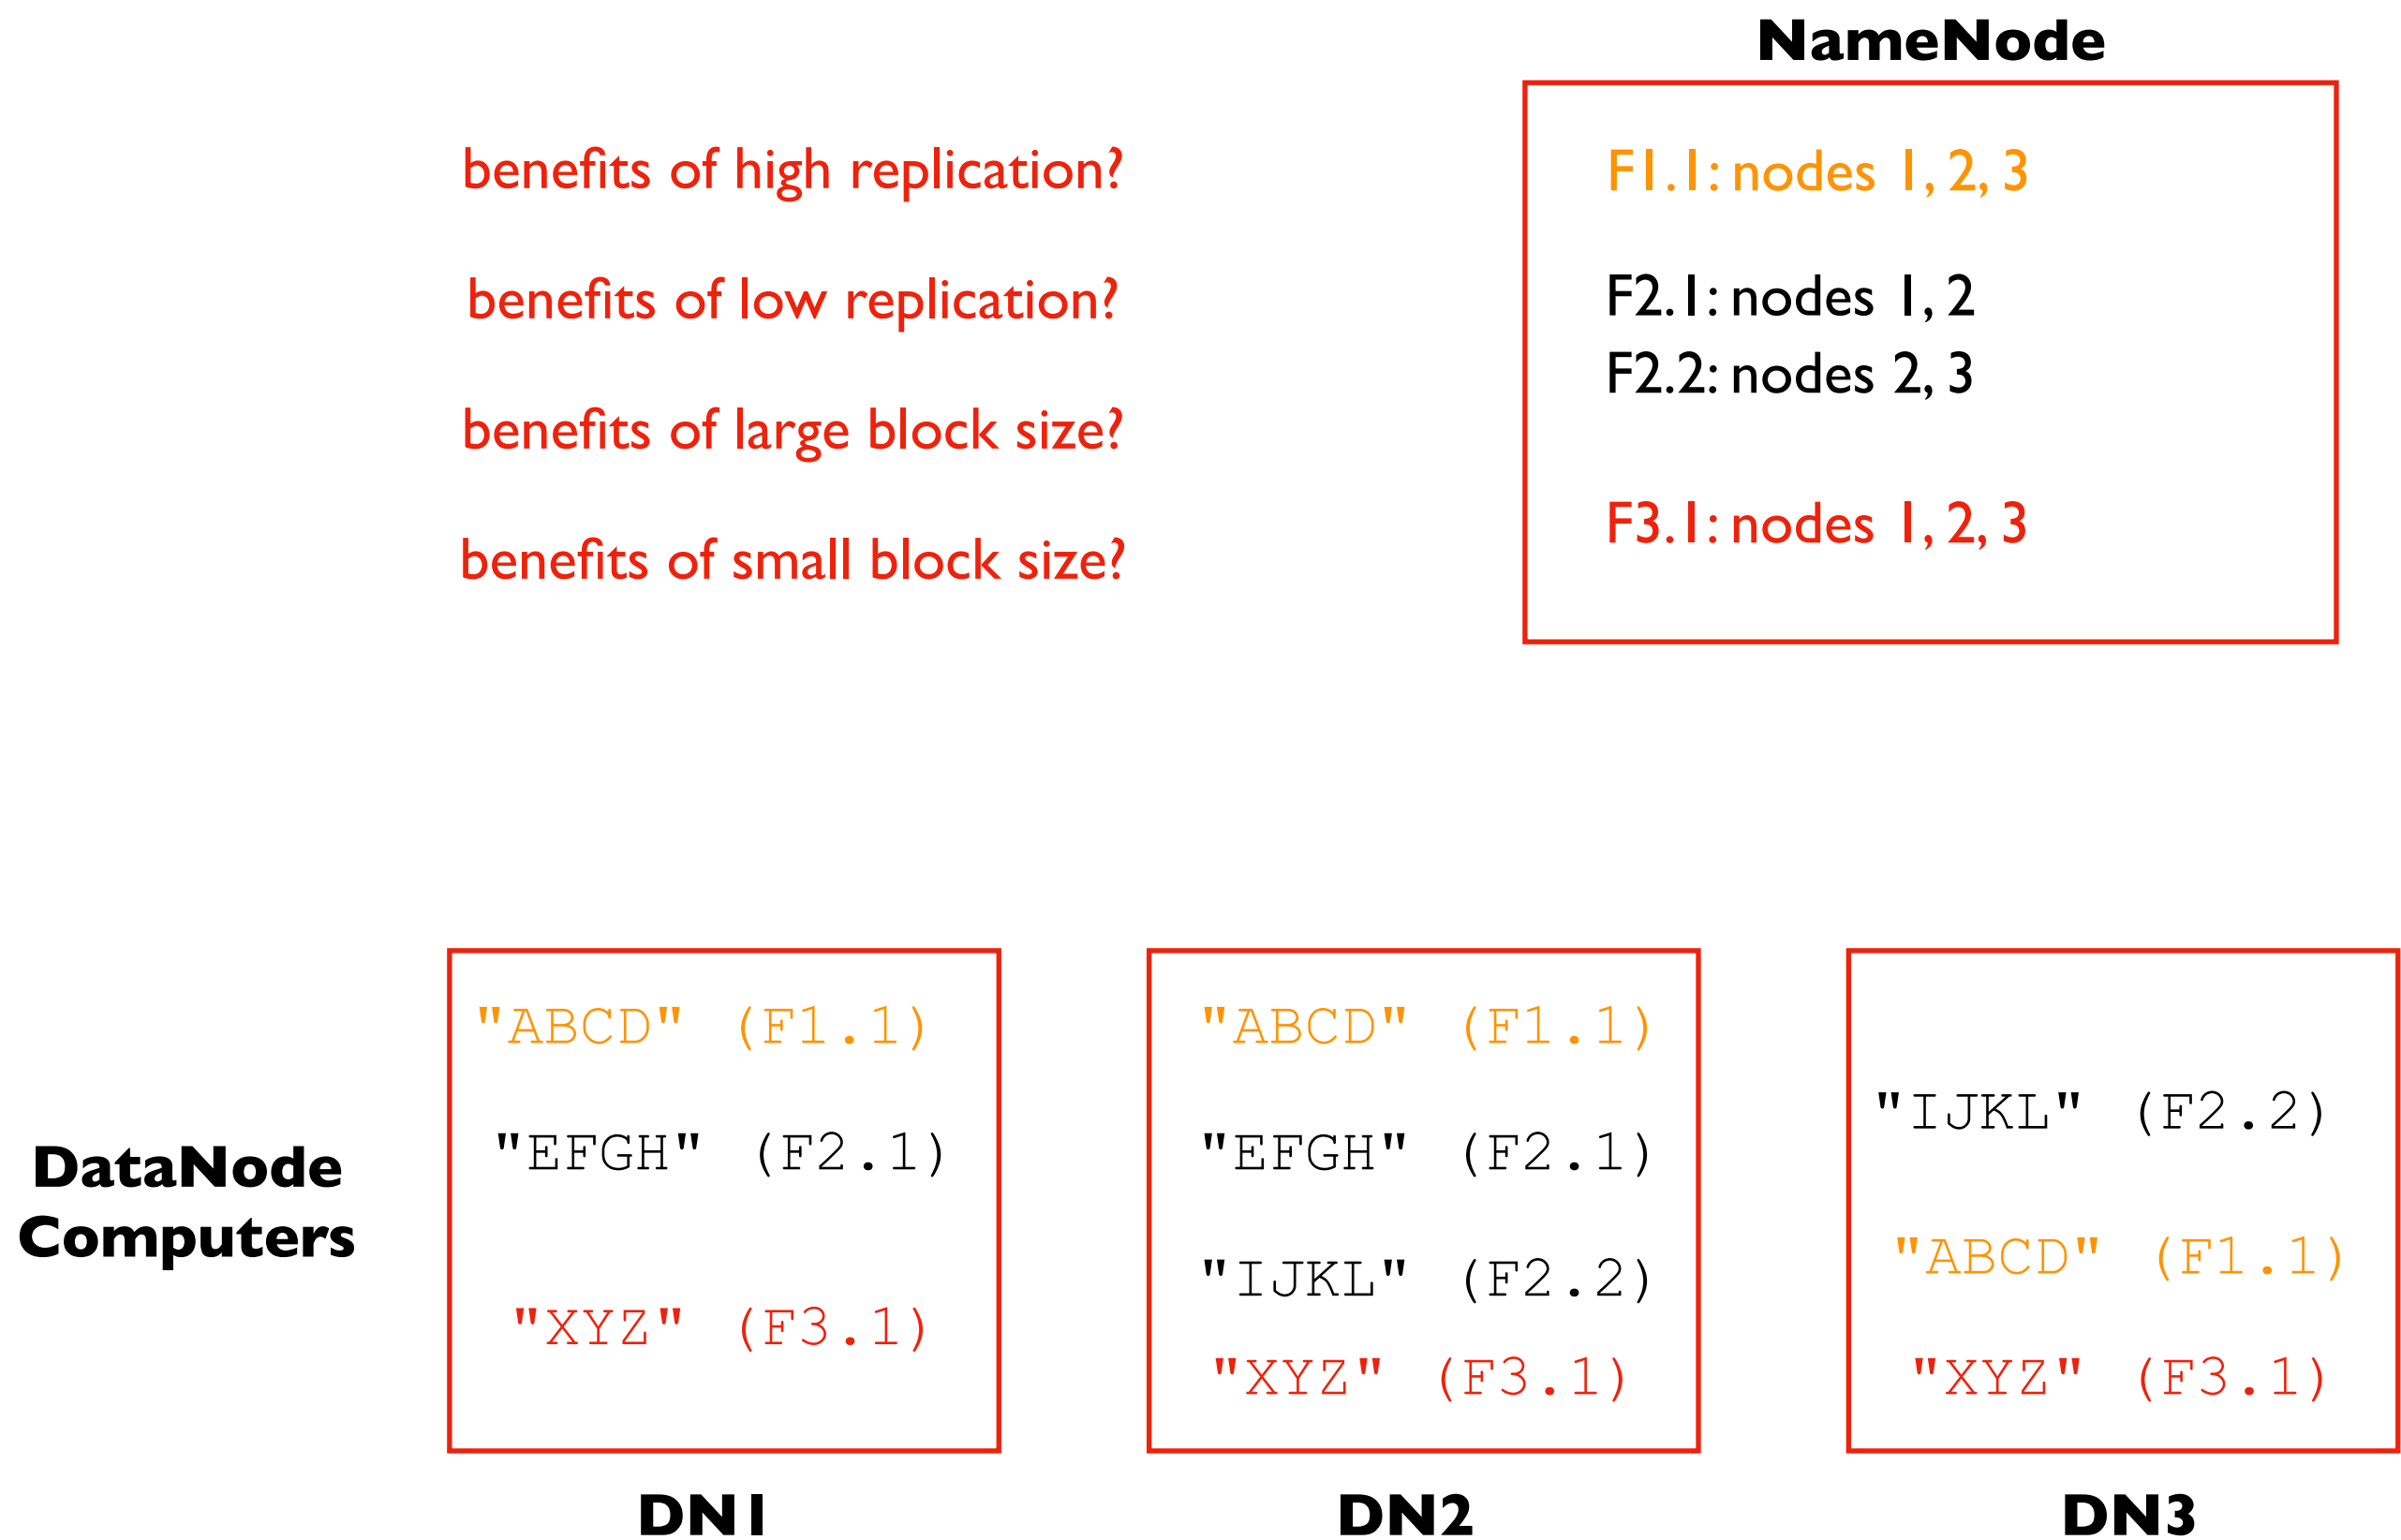 NameNode
benefits of high replication?
benefits of low replication?
benefits of large block size?
benefits of small block size?
F1.1: nodes 1, 2, 3
F2.1: nodes 1, 2
F2.2: nodes 2, 3
F3.1: nodes 1, 2, 3
DataNode
Computers
"ABCD" (F1.1)
"EFGH" (F2.1)
"XYZ" (F3.1)
DN1
"ABCD" (F1.1)
"EFGH" (F2.1)
"IJKL" (F2.2)
"XYZ" (F3.1)
DN2
"IJKL" (F2.2)
"ABCD" (F1.1)
"XYZ" (F3.1)
DN3